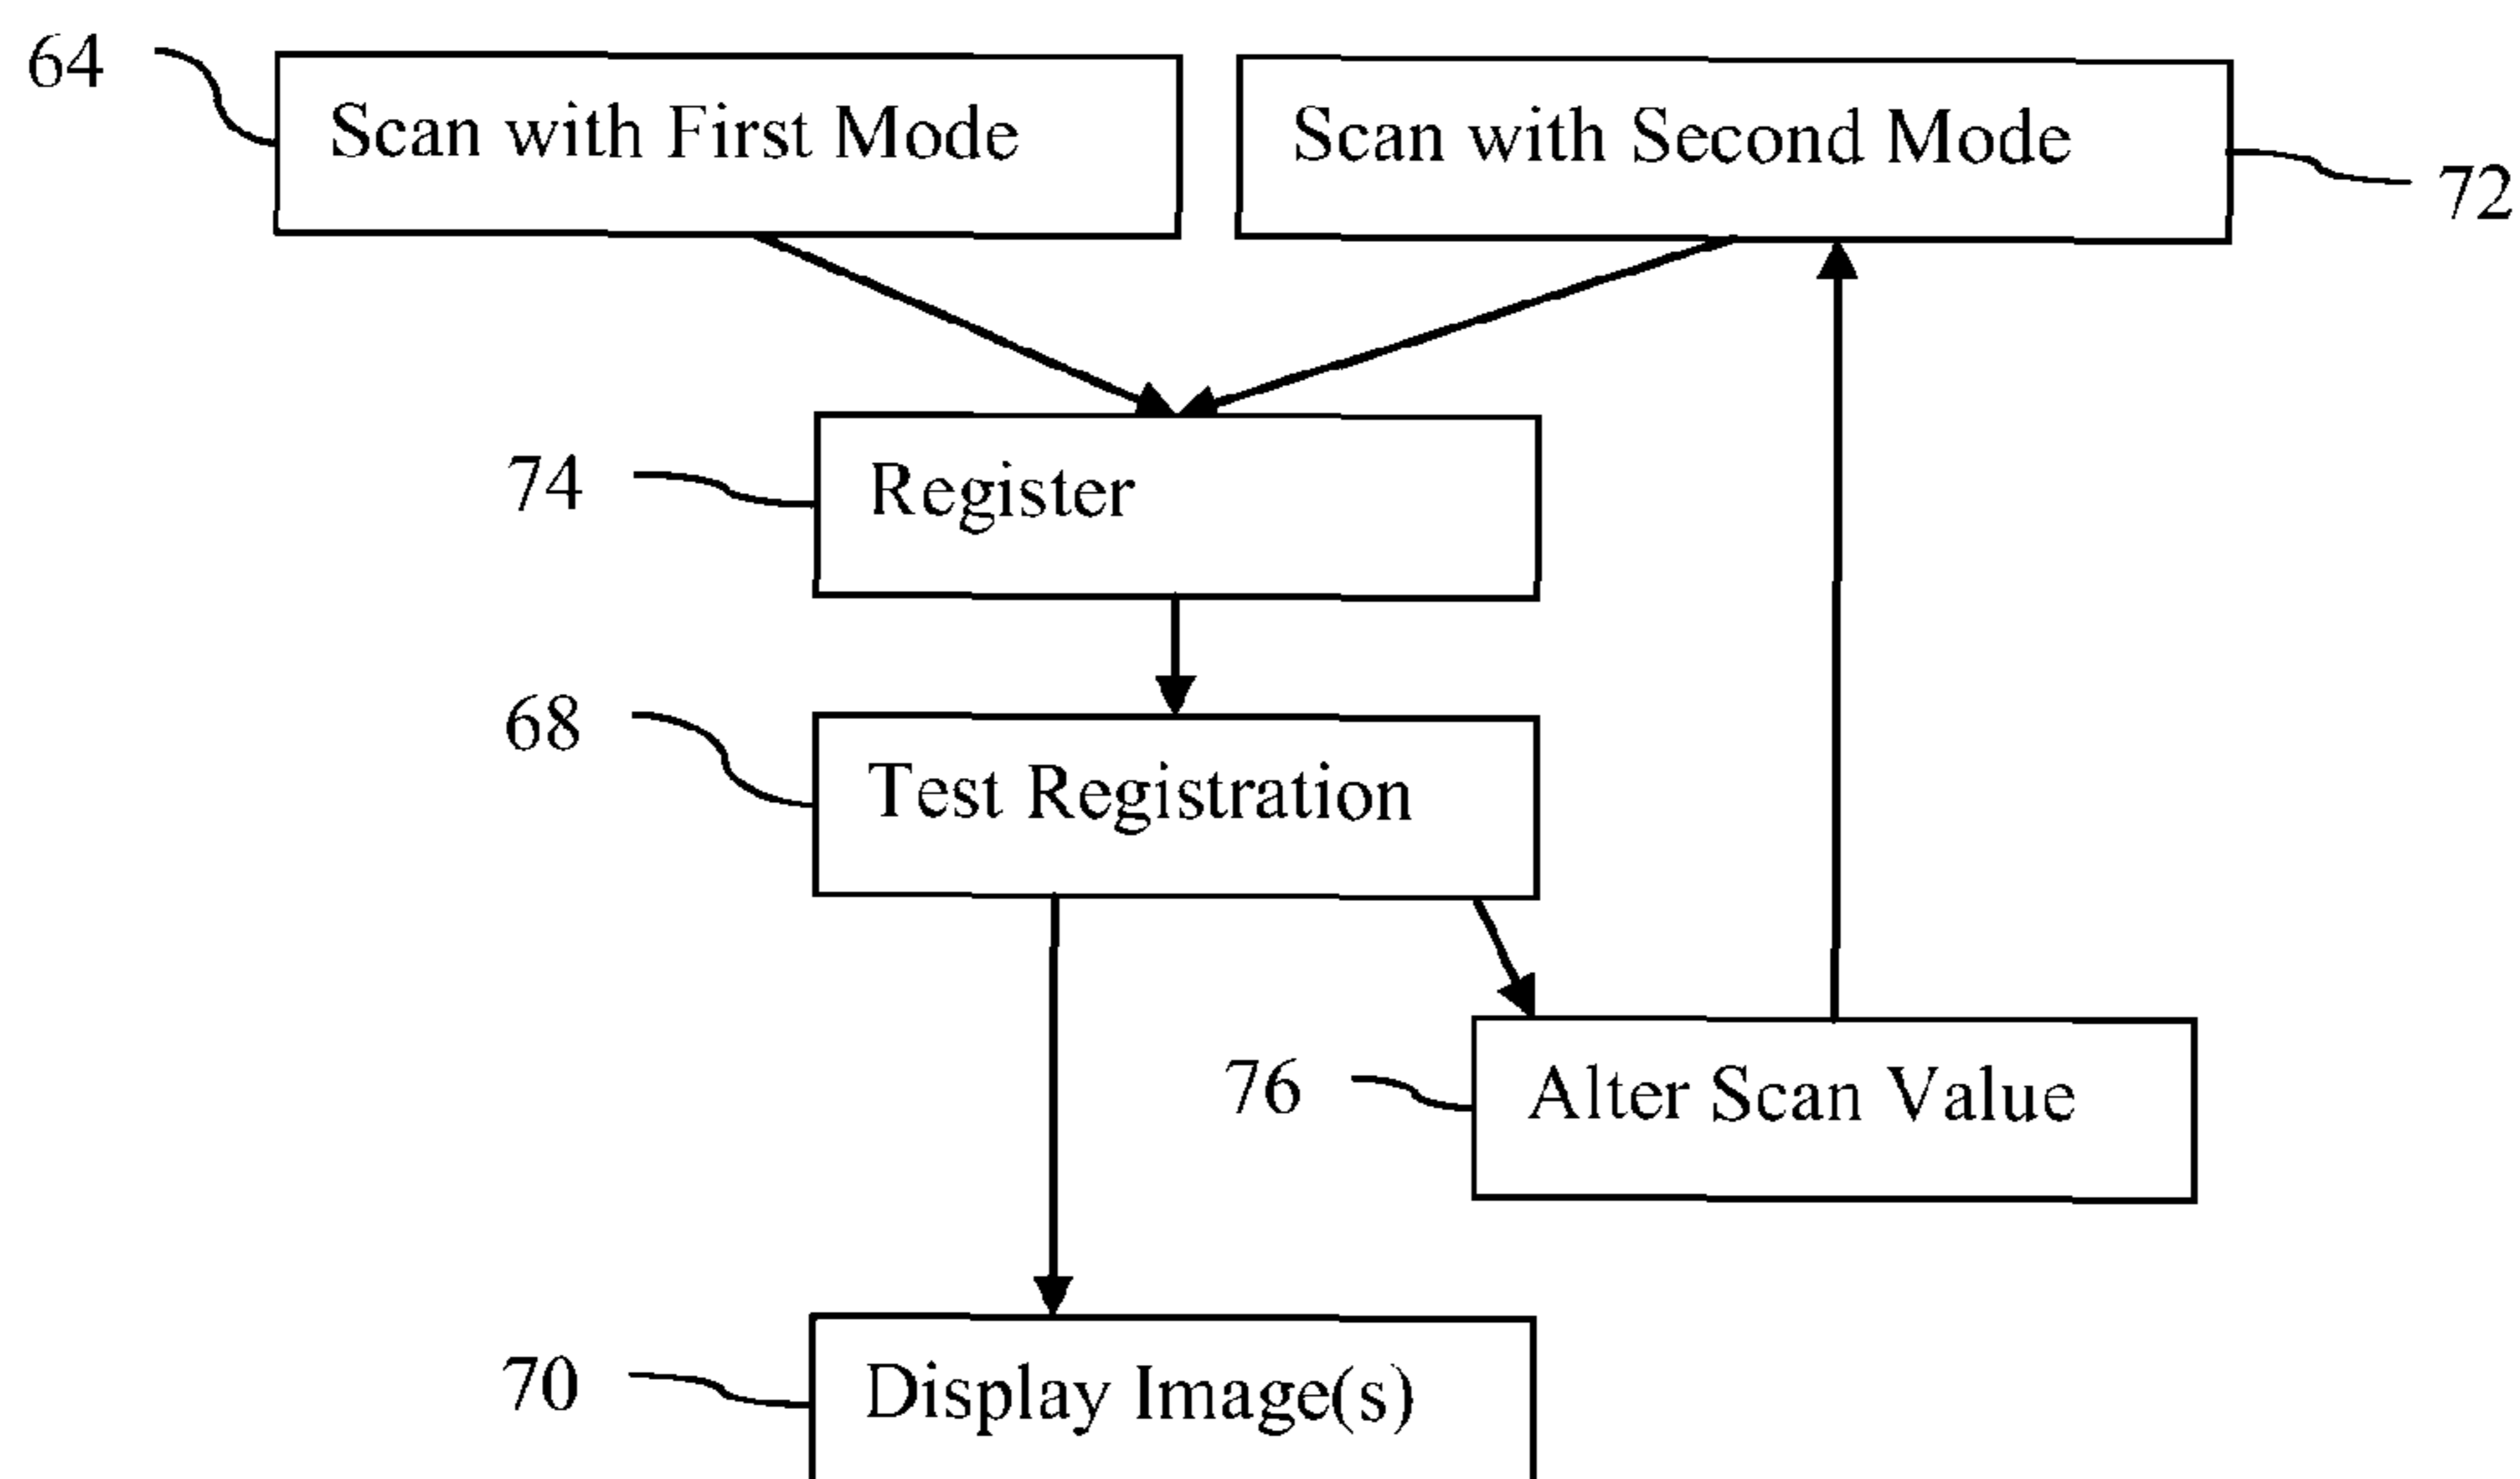 64
Scan with First Mode
Scan with Second Mode
72
74
Register
68
Test Registration
76
Alter Scan Value
70
Display Image(s)